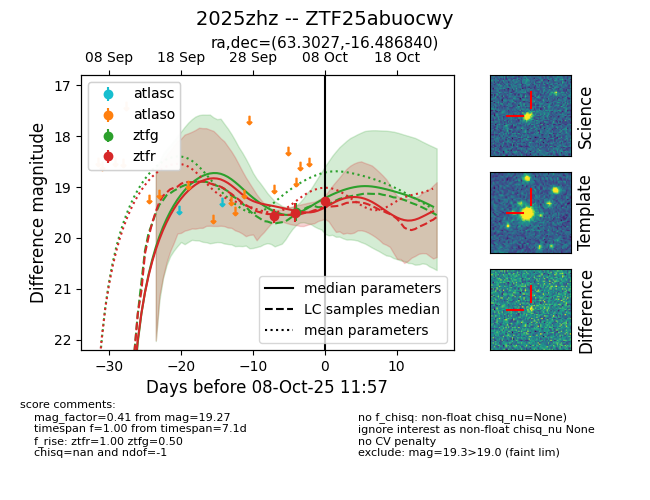 2025zhz -- ZTF25abuocwy
ra,dec=(63.3027,-16.486840)
08 Sep 18 Sep 28 Sep 08 Oct 18 Oct
17
18
19
20
21
22
Difference magnitude
atlasc
atlaso
ztfg
ztfr
median parameters
LC samples median
mean parameters
−30 −20 −10 0 10
Days before 08-Oct-25 11:57
Science
Template
Difference
score comments:
mag_factor=0.41 from mag=19.27
timespan f=1.00 from timespan=7.1d
f_rise: ztfr=1.00 ztfg=0.50
chisq=nan and ndof=-1
no f_chisq: non-float chisq_nu=None)
ignore interest as non-float chisq_nu None
no CV penalty
exclude: mag=19.3>19.0 (faint lim)